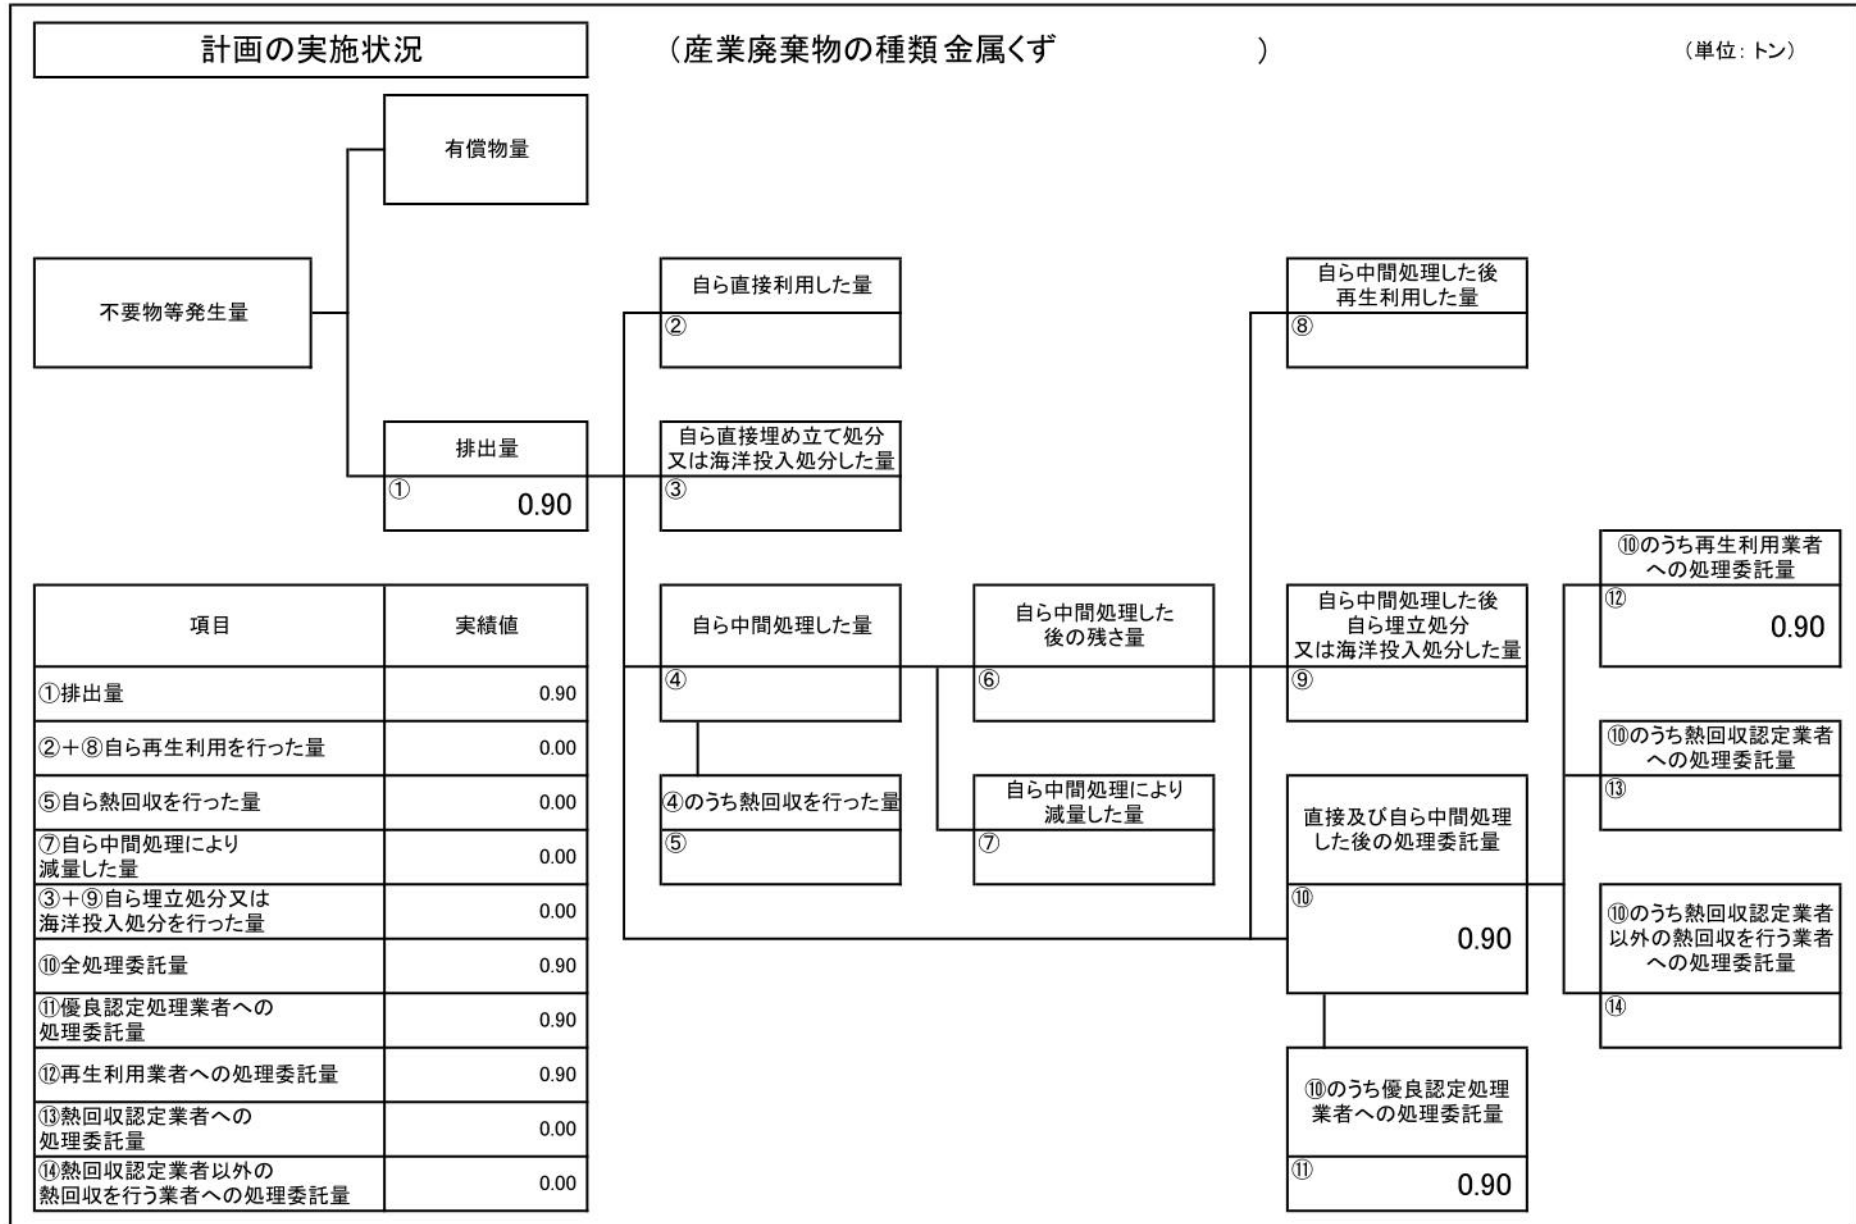 計画の実施状況
(産業廃棄物の種類 金属くず )
(単位: トン)
有償物量
不要物等発生量
自ら直接利用した量
②
自ら中間処理した後
再生利用した量
⑧
排出量
①
0.90
自ら直接埋め立て処分
又は海洋投入処分した量
③
⑩のうち再生利用業者
への処理委託量
⑫
0.90
自ら中間処理した量
④
自ら中間処理した
後の残さ量
⑥
自ら中間処理した後
自ら埋立処分
又は海洋投入処分した量
⑨
⑩のうち熱回収認定業者
への処理委託量
⑬
④のうち熱回収を行った量
⑤
自ら中間処理により
減量した量
⑦
直接及び自ら中間処理
した後の処理委託量
⑩
0.90
⑩のうち熱回収認定業者
以外の熱回収を行う業者
への処理委託量
⑭
⑩のうち優良認定処理
業者への処理委託量
⑪
0.90
項目 実績値
①排出量 0.90
②+⑧自ら再生利用を行った量 0.00
⑤自ら熱回収を行った量 0.00
⑦自ら中間処理により
減量した量 0.00
③+⑨自ら埋立処分又は
海洋投入処分を行った量 0.00
⑩全処理委託量 0.90
⑪優良認定処理業者への
処理委託量 0.90
⑫再生利用業者への処理委託量 0.90
⑬熱回収認定業者への
処理委託量 0.00
⑭熱回収認定業者以外の
熱回収を行う業者への処理委託量 0.00